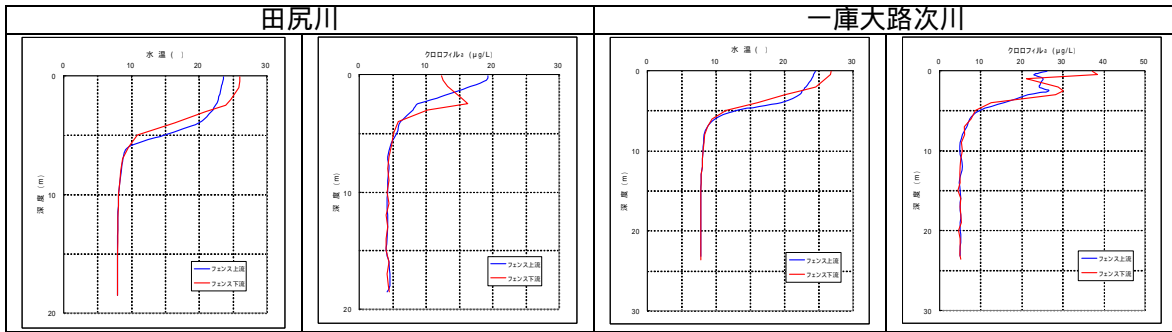 田尻川
一庫大路次川
水 温 ( )
0 10 20 30
0
10
20
深 度 (m)
フェンス上流
フェンス下流
クロロフィルa (μg/L)
0 10 20 30
0
10
20
深 度 (m)
フェンス上流
フェンス下流
水 温 ( )
0 10 20 30
0
10
20
30
深 度 (m)
フェンス上流
フェンス下流
クロロフィルa (μg/L)
0 10 20 30 40 50
0
10
20
30
深 度 (m)
フェンス上流
フェンス下流